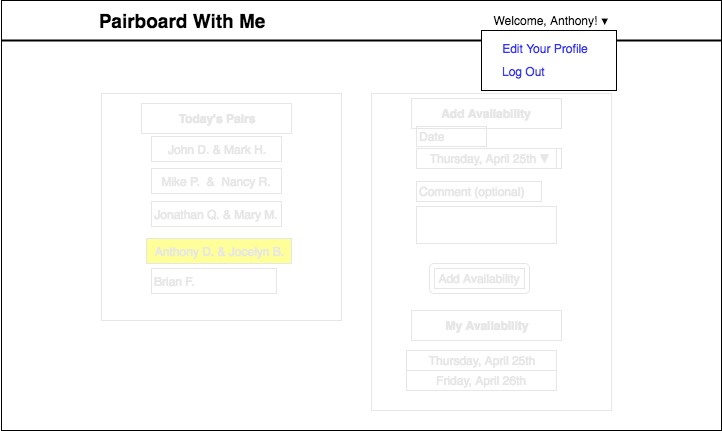 Pairboard With Me
Welcome, Anthony! ▾
Edit Your Profile
Log Out
Today's Pairs
John D. & Mark H.
Mike P. & Nancy R.
Jonathan Q. & Mary M.
Anthony D. & Jocelyn B.
Brian F.
Add Availability
Date
Thursday, April 25th ▼
Comment (optional)
Add Availability
My Availability
Thursday, April 25th
Friday, April 26th